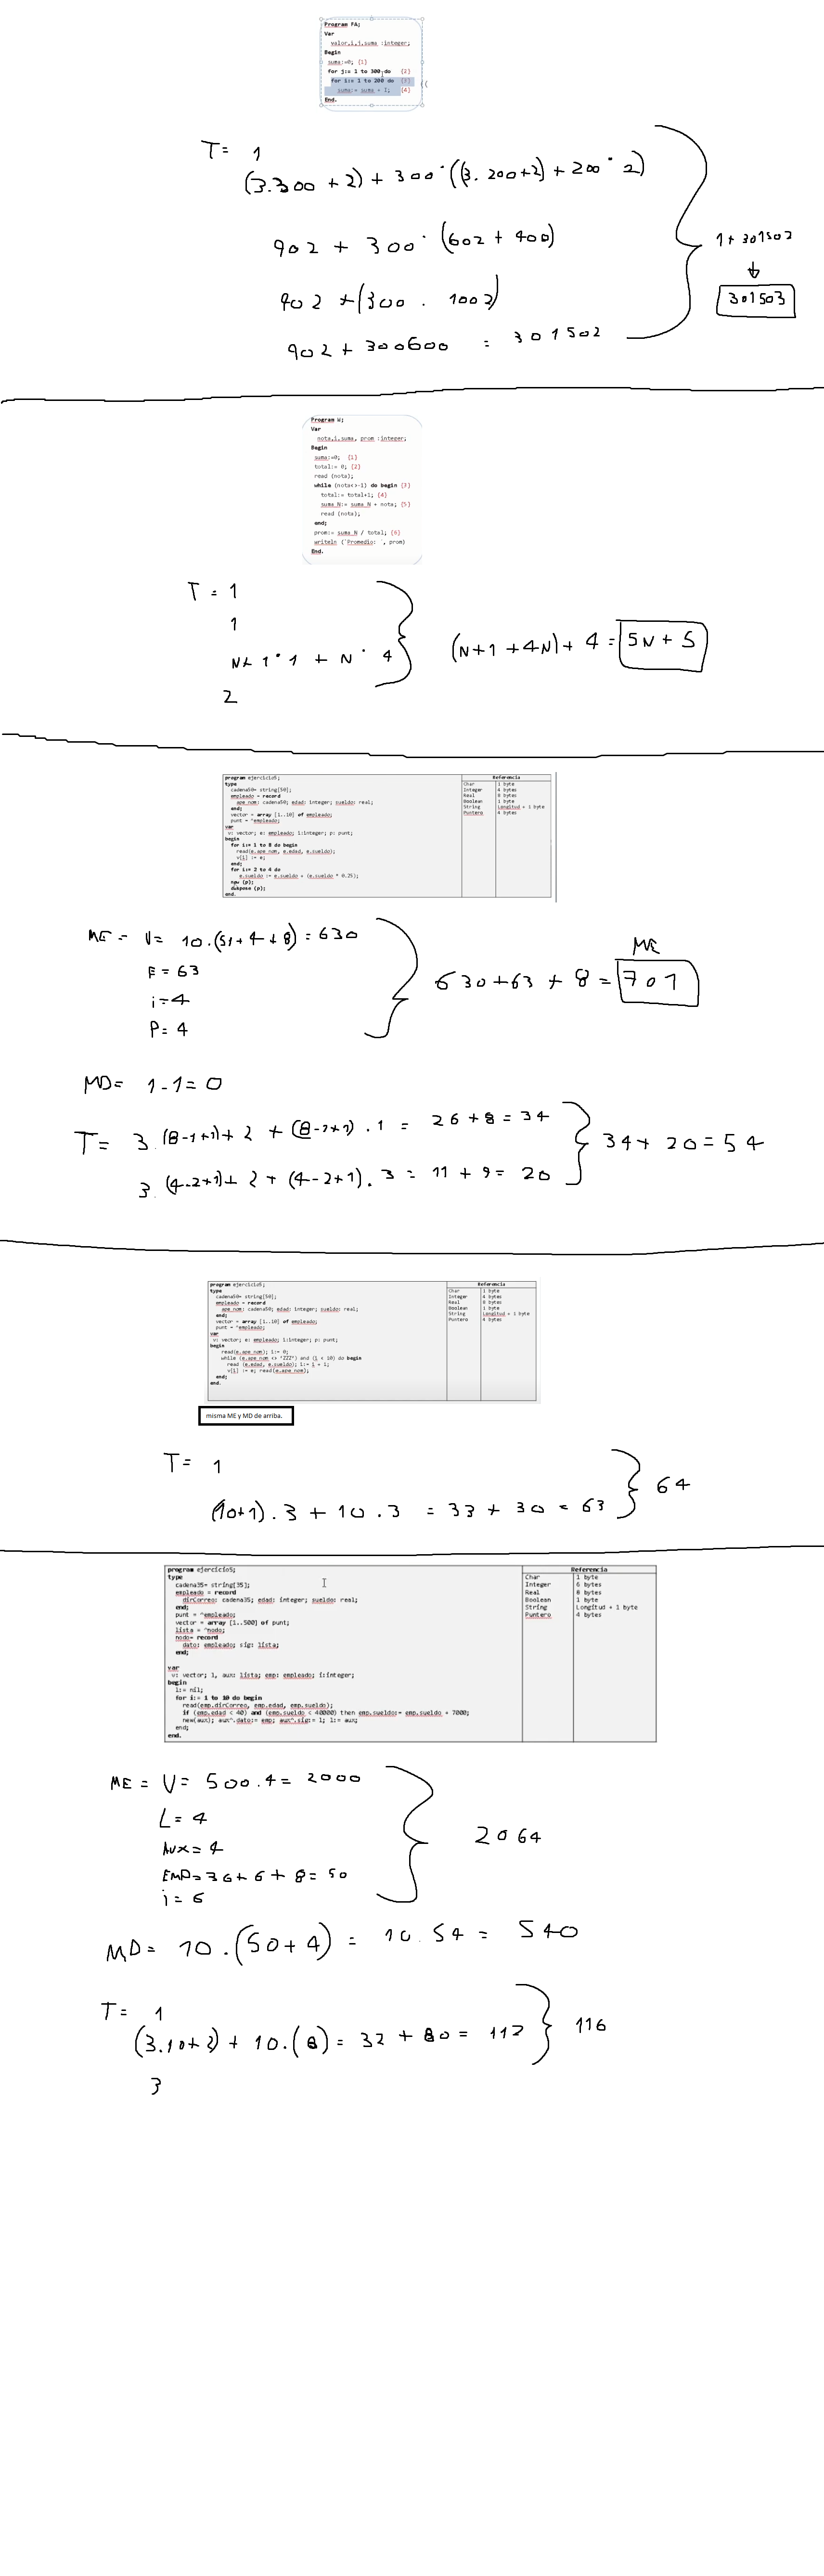 Program FA;
Var
valor,i,j,suma :integer;
Begin
suma:=0; {1}
for j:= 1 to 300 do {2}
for i:= 1 to 200 do {3}
suma:= suma + 1; {4}
End.
T= 1
(3.300 + 2) + 300 · ((3. 200+2) + 200 · 2)
902 + 300 · (602 + 400)
902 + (300 . 1002)
902 + 300600 = 301502
1 + 301502
↓
301503
Program W;
Var
nota,i,suma, prom :integer;
Begin
suma:=0; {1}
total:= 0; {2}
read (nota);
while (nota<>-1) do begin {3}
total:= total+1; {4}
suma_N:= suma_N + nota; {5}
read (nota);
end;
prom:= suma_N / total; {6}
writeln ('Promedio: ', prom)
End.
T = 1
1
N+1 · 1 + N · 4
2
(N+1 +4N) + 4 = 5N + 5
program ejercicio5;
type
cadena50= string[50];
empleado = record
ape_nom: cadena50; edad: integer; sueldo: real;
end;
vector = array [1..10] of empleado;
punt = ^empleado;
var
v: vector; e: empleado; i:integer; p: punt;
begin
for i:= 1 to 8 do begin
read(e.ape_nom, e.edad, e.sueldo);
v[i] := e;
end;
for i:= 2 to 4 do
e.sueldo := e.sueldo + (e.sueldo * 0.25);
new (p);
dispose (p);
end.
Referencia
Char 1 byte
Integer 4 bytes
Real 8 bytes
Boolean 1 byte
String Longitud + 1 byte
Puntero 4 bytes
ME = V= 10.(51+4+8) = 630
E = 63
i=4
P= 4
630+63 + 8 = 701
ME
MD= 1-1=0
T= 3.(8-1+1)+ 2 + (8-1+1) . 1 = 26+8=34
3.(4-2+1)+ 2 + (4-2+1). 3 = 11 + 9= 20
34+ 20=54
program ejercicio5;
type
cadena50= string[50];
empleado = record
ape_nom: cadena50; edad: integer; sueldo: real;
end;
vector = array [1..10] of empleado;
punt = ^empleado;
var
v: vector; e: empleado; i:integer; p: punt;
begin
read(e.ape_nom); i:= 0;
while (e.ape_nom <> 'ZZZ') and (i < 10) do begin
read (e.edad, e.sueldo); i:= i + 1;
v[i] := e; read(e.ape_nom);
end;
end.
Referencia
Char 1 byte
Integer 4 bytes
Real 8 bytes
Boolean 1 byte
String Longitud + 1 byte
Puntero 4 bytes
misma ME y MD de arriba.
T= 1
(10+1). 3 + 10 . 3 = 33 + 30 = 63
64
program ejercicio5;
type
cadena35= string[35];
empleado = record
dirCorreo: cadena35; edad: integer; sueldo: real;
end;
punt = ^empleado;
vector = array [1..500] of punt;
lista = ^nodo;
nodo= record
dato: empleado; sig: lista;
end;
var
v: vector; l, aux: lista; emp: empleado; i:integer;
begin
l:= nil;
for i:= 1 to 10 do begin
read(emp.dirCorreo, emp.edad, emp.sueldo);
if (emp.edad < 40) and (emp.sueldo < 40000) then emp.sueldo:= emp.sueldo + 7000;
new(aux); aux^.dato:= emp; aux^.sig:= l; l:= aux;
end;
end.
Referencia
Char 1 byte
Integer 6 bytes
Real 8 bytes
Boolean 1 byte
String Longitud + 1 byte
Puntero 4 bytes
ME = V= 500.4= 2000
L = 4
AUX = 4
EMP= 36+ 6 + 8= 50
i= 6
2064
MD= 10 . (50+ 4) = 10. 54 = 540
T= 1
(3.10+2) + 10.(8) = 32 + 80 = 112
3
116